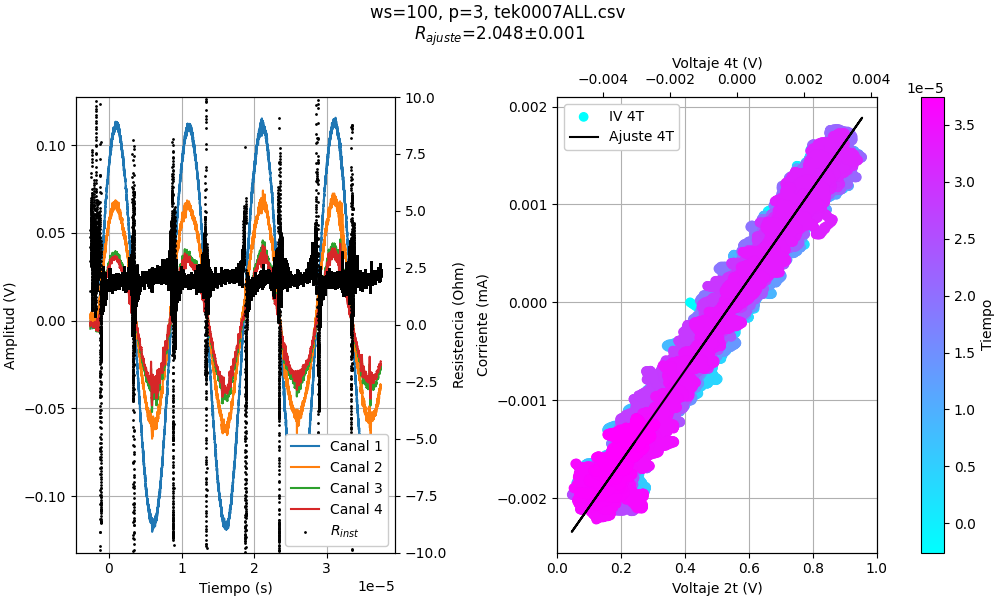 ws=100, p=3, tek0007ALL.csv
R_ajuste=2.048±0.001
Amplitud (V)
0.10
0.05
0.00
−0.05
−0.10
0
1
2
3
1e−5
Tiempo (s)
10.0
7.5
5.0
2.5
0.0
−2.5
−5.0
−7.5
−10.0
Resistencia (Ohm)
Canal 1
Canal 2
Canal 3
Canal 4
R_inst
Voltaje 4t (V)
−0.004
−0.002
0.000
0.002
0.004
Corriente (mA)
0.002
0.001
0.000
−0.001
−0.002
IV 4T
Ajuste 4T
0.0
0.2
0.4
0.6
0.8
1.0
Voltaje 2t (V)
1e−5
3.5
3.0
2.5
2.0
1.5
1.0
0.5
0.0
Tiempo